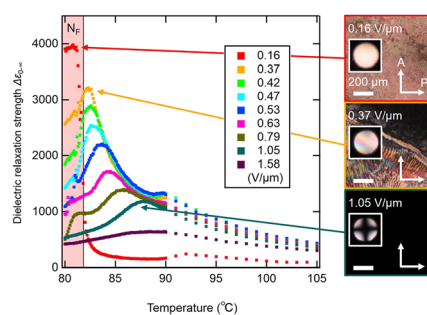 N_F
4000
3000
2000
1000
0
80
85
90
95
100
105
Dielectric relaxation strength Δε₀₋∞
Temperature (°C)
0.16
0.37
0.42
0.47
0.53
0.63
0.79
1.05
1.58
(V/μm)
0.16 V/μm
A
P
200 μm
0.37 V/μm
1.05 V/μm